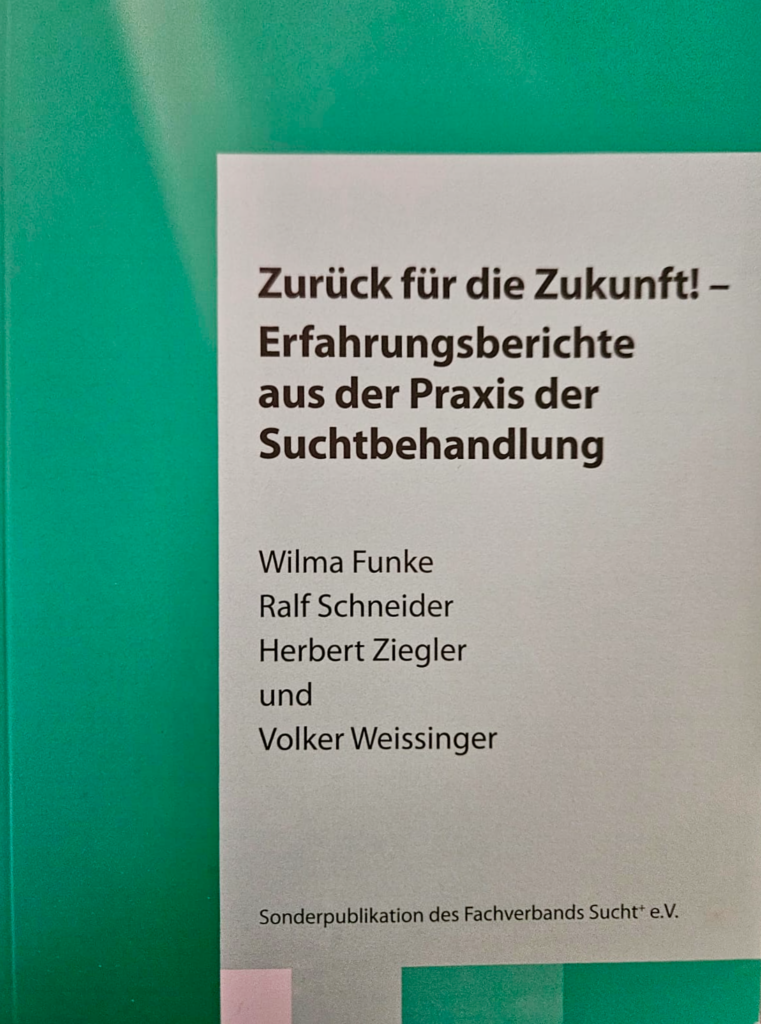 Zurück für die Zukunft! –
Erfahrungsberichte
aus der Praxis der
Suchtbehandlung
Wilma Funke
Ralf Schneider
Herbert Ziegler
und
Volker Weissinger
Sonderpublikation des Fachverbands Sucht⁺ e.V.